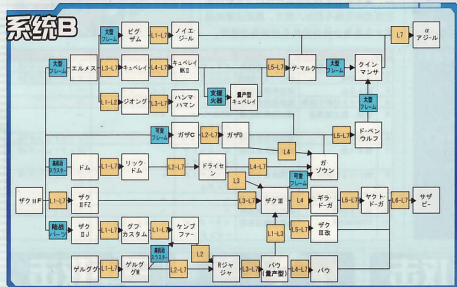 系统B
大型フレーム
ビグ・ザム
L1-L7
ノイエ・ジール
L7
αアジール
大型フレーム
エルメス
L3-L7
キュベレイ
L4-L7
キュベレイMKⅡ
支援火器
量産型キュベレイ
L5-L7
ゲーマルク
大型フレーム
クインマンサ
L1-L2
ジオング
L3-L7
ハンマハマン
大型フレーム
可変フレーム
ガザC
L2-L7
ガザD
L5-L7
ドーベンウルフ
L4
ガゾウン
可変フレーム
高機動スラスター
ドム
L1-L7
リックドム
L2-L7
ドライセン
L4-L7
L3
ザクⅡF
L1-L7
ザクⅡFZ
L3-L7
ザクⅢ
L4
ギラドーガ
L5-L7
ヤクトドーガ
L6-L7
サザビー
陸戦パーツ
ザクⅡJ
L1-L7
グフカスタム
L1-L7
ケンプファー
L1-L3
L5-L7
ザクⅢ改
高機動スラスター
L2
ゲルググ
L1-L7
ゲルググM
L2-L7
Rジャジャ
L3-L7
バウ(量産型)
L4-L7
バウ